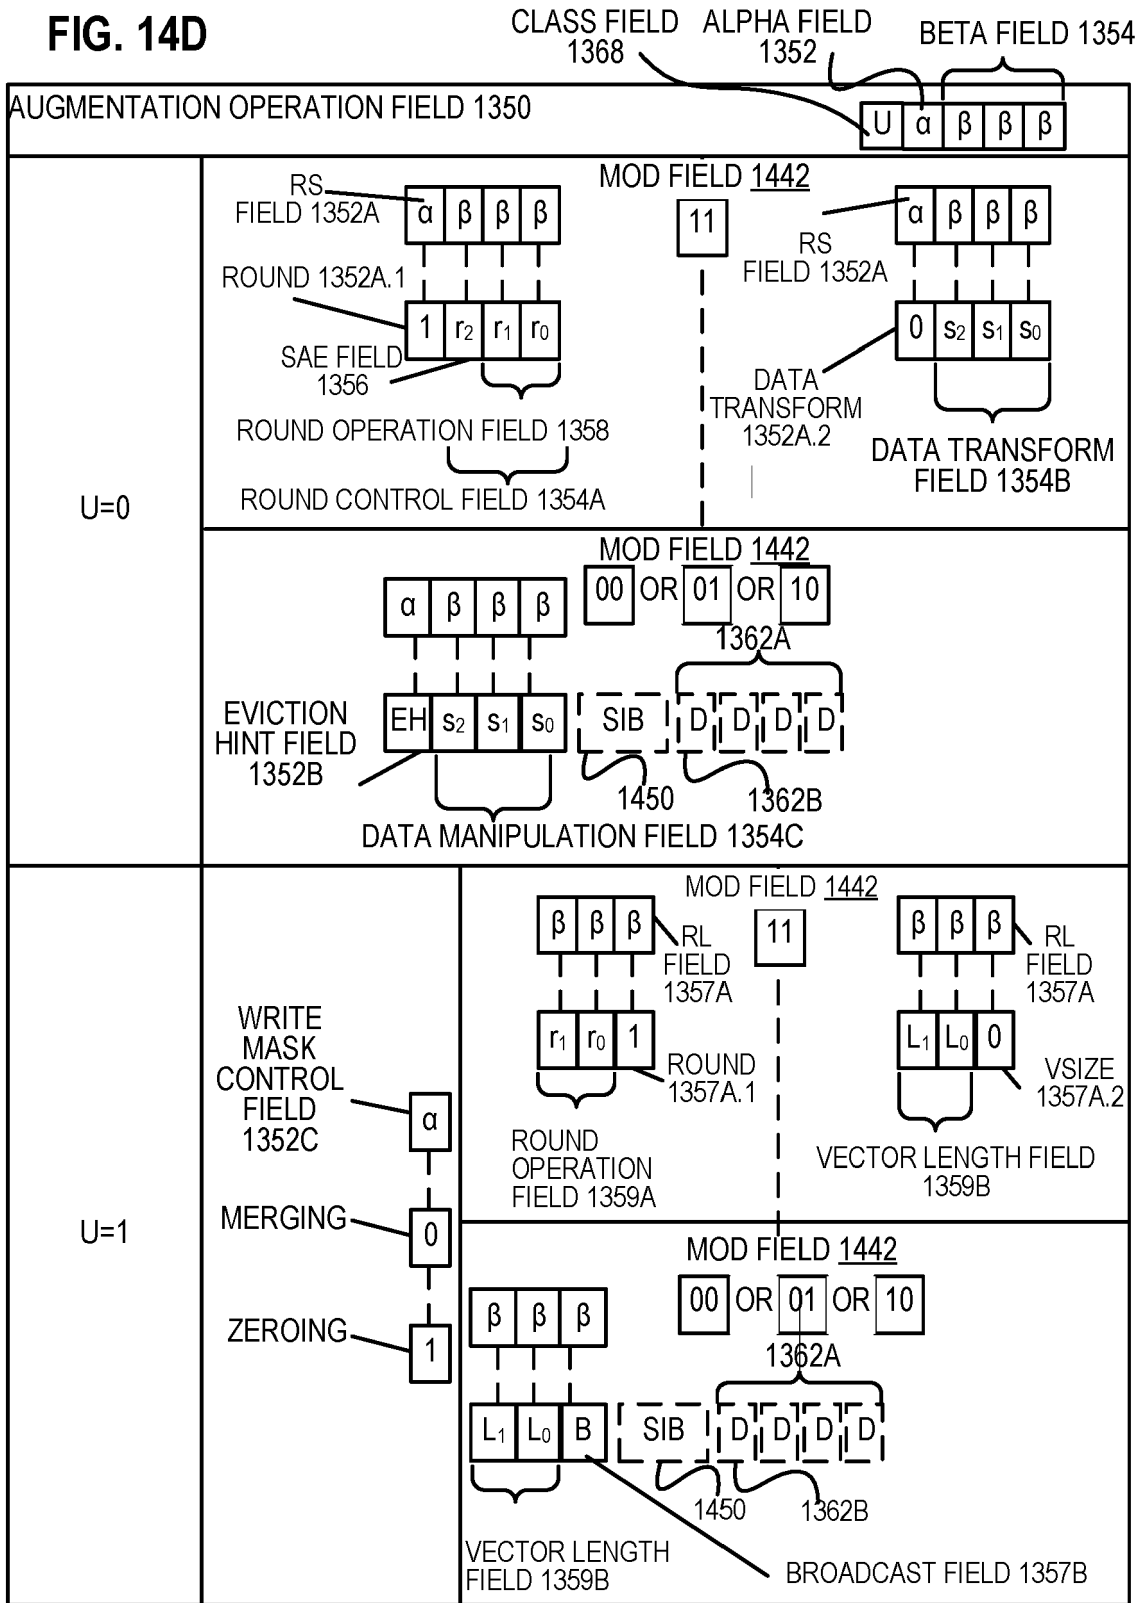 FIG. 14D
CLASS FIELD
1368
ALPHA FIELD
1352
BETA FIELD 1354
AUGMENTATION OPERATION FIELD 1350
U α β β β
U=0
MOD FIELD 1442
11
RS
FIELD 1352A
α β β β
ROUND 1352A.1
1 r2 r1 r0
SAE FIELD
1356
ROUND OPERATION FIELD 1358
ROUND CONTROL FIELD 1354A
α β β β
RS
FIELD 1352A
0 s2 s1 s0
DATA
TRANSFORM
1352A.2
DATA TRANSFORM
FIELD 1354B
MOD FIELD 1442
00 OR 01 OR 10
α β β β
1362A
EVICTION
HINT FIELD
1352B
EH s2 s1 s0 SIB D D D D
1450
1362B
DATA MANIPULATION FIELD 1354C
U=1
WRITE
MASK
CONTROL
FIELD
1352C
α
MERGING
0
ZEROING
1
MOD FIELD 1442
11
β β β
RL
FIELD
1357A
r1 r0 1
ROUND
1357A.1
ROUND
OPERATION
FIELD 1359A
β β β
RL
FIELD
1357A
L1 L0 0
VSIZE
1357A.2
VECTOR LENGTH FIELD
1359B
MOD FIELD 1442
00 OR 01 OR 10
β β β
1362A
L1 L0 B SIB D D D D
1450
1362B
VECTOR LENGTH
FIELD 1359B
BROADCAST FIELD 1357B